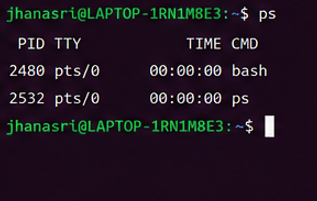 jhanasri@LAPTOP-1RN1M8E3:~$ ps
PID TTY TIME CMD
2480 pts/0 00:00:00 bash
2532 pts/0 00:00:00 ps
jhanasri@LAPTOP-1RN1M8E3:~$